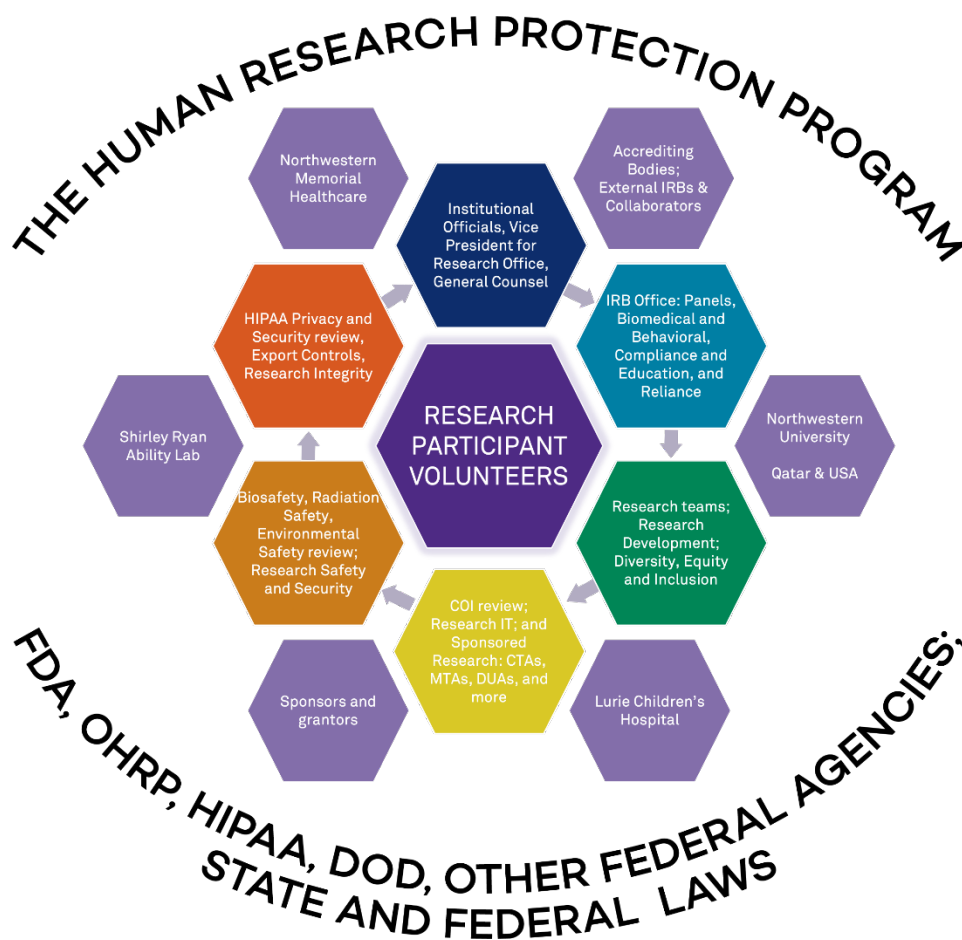 THE HUMAN RESEARCH PROTECTION PROGRAM
Northwestern
Memorial
Healthcare
Accrediting
Bodies;
External IRBs &
Collaborators
Institutional
Officials, Vice
President for
Research Office,
General Counsel
HIPAA Privacy and
Security review,
Export Controls,
Research Integrity
IRB Office: Panels,
Biomedical and
Behavioral,
Compliance and
Education, and
Reliance
RESEARCH
PARTICIPANT
VOLUNTEERS
Shirley Ryan
Ability Lab
Northwestern
University
Qatar & USA
Biosafety, Radiation
Safety,
Environmental
Safety review;
Research Safety
and Security
Research teams;
Research
Development;
Diversity, Equity
and Inclusion
COI review;
Research IT; and
Sponsored
Research: CTAs,
MTAs, DUAs, and
more
Sponsors and
grantors
Lurie Children's
Hospital
FDA, OHRP, HIPAA, DOD, OTHER FEDERAL AGENCIES;
STATE AND FEDERAL LAWS